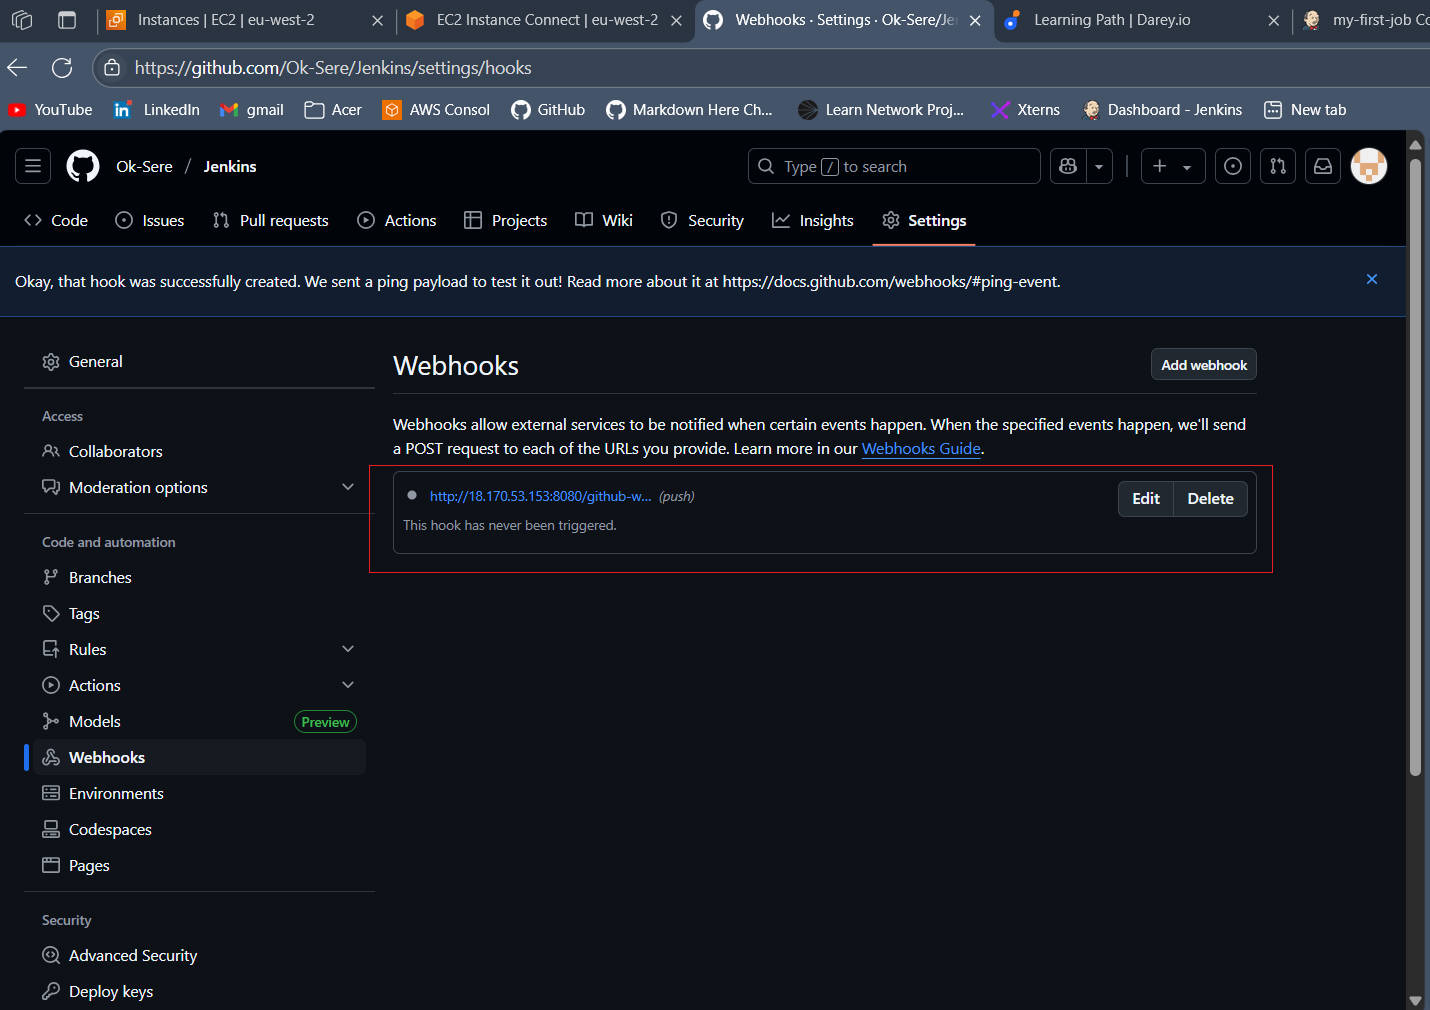 Instances | EC2 | eu-west-2
EC2 Instance Connect | eu-west-2
Webhooks · Settings · Ok-Sere/Je
Learning Path | Darey.io
my-first-job Co
https://github.com/Ok-Sere/Jenkins/settings/hooks
YouTube
LinkedIn
gmail
Acer
AWS Consol
GitHub
Markdown Here Ch...
Learn Network Proj...
Xterns
Dashboard - Jenkins
New tab
Ok-Sere / Jenkins
Type / to search
Code
Issues
Pull requests
Actions
Projects
Wiki
Security
Insights
Settings
Okay, that hook was successfully created. We sent a ping payload to test it out! Read more about it at https://docs.github.com/webhooks/#ping-event.
General
Access
Collaborators
Moderation options
Code and automation
Branches
Tags
Rules
Actions
Models
Preview
Webhooks
Environments
Codespaces
Pages
Security
Advanced Security
Deploy keys
Webhooks
Add webhook
Webhooks allow external services to be notified when certain events happen. When the specified events happen, we'll send
a POST request to each of the URLs you provide. Learn more in our Webhooks Guide.
http://18.170.53.153:8080/github-w... (push)
Edit
Delete
This hook has never been triggered.